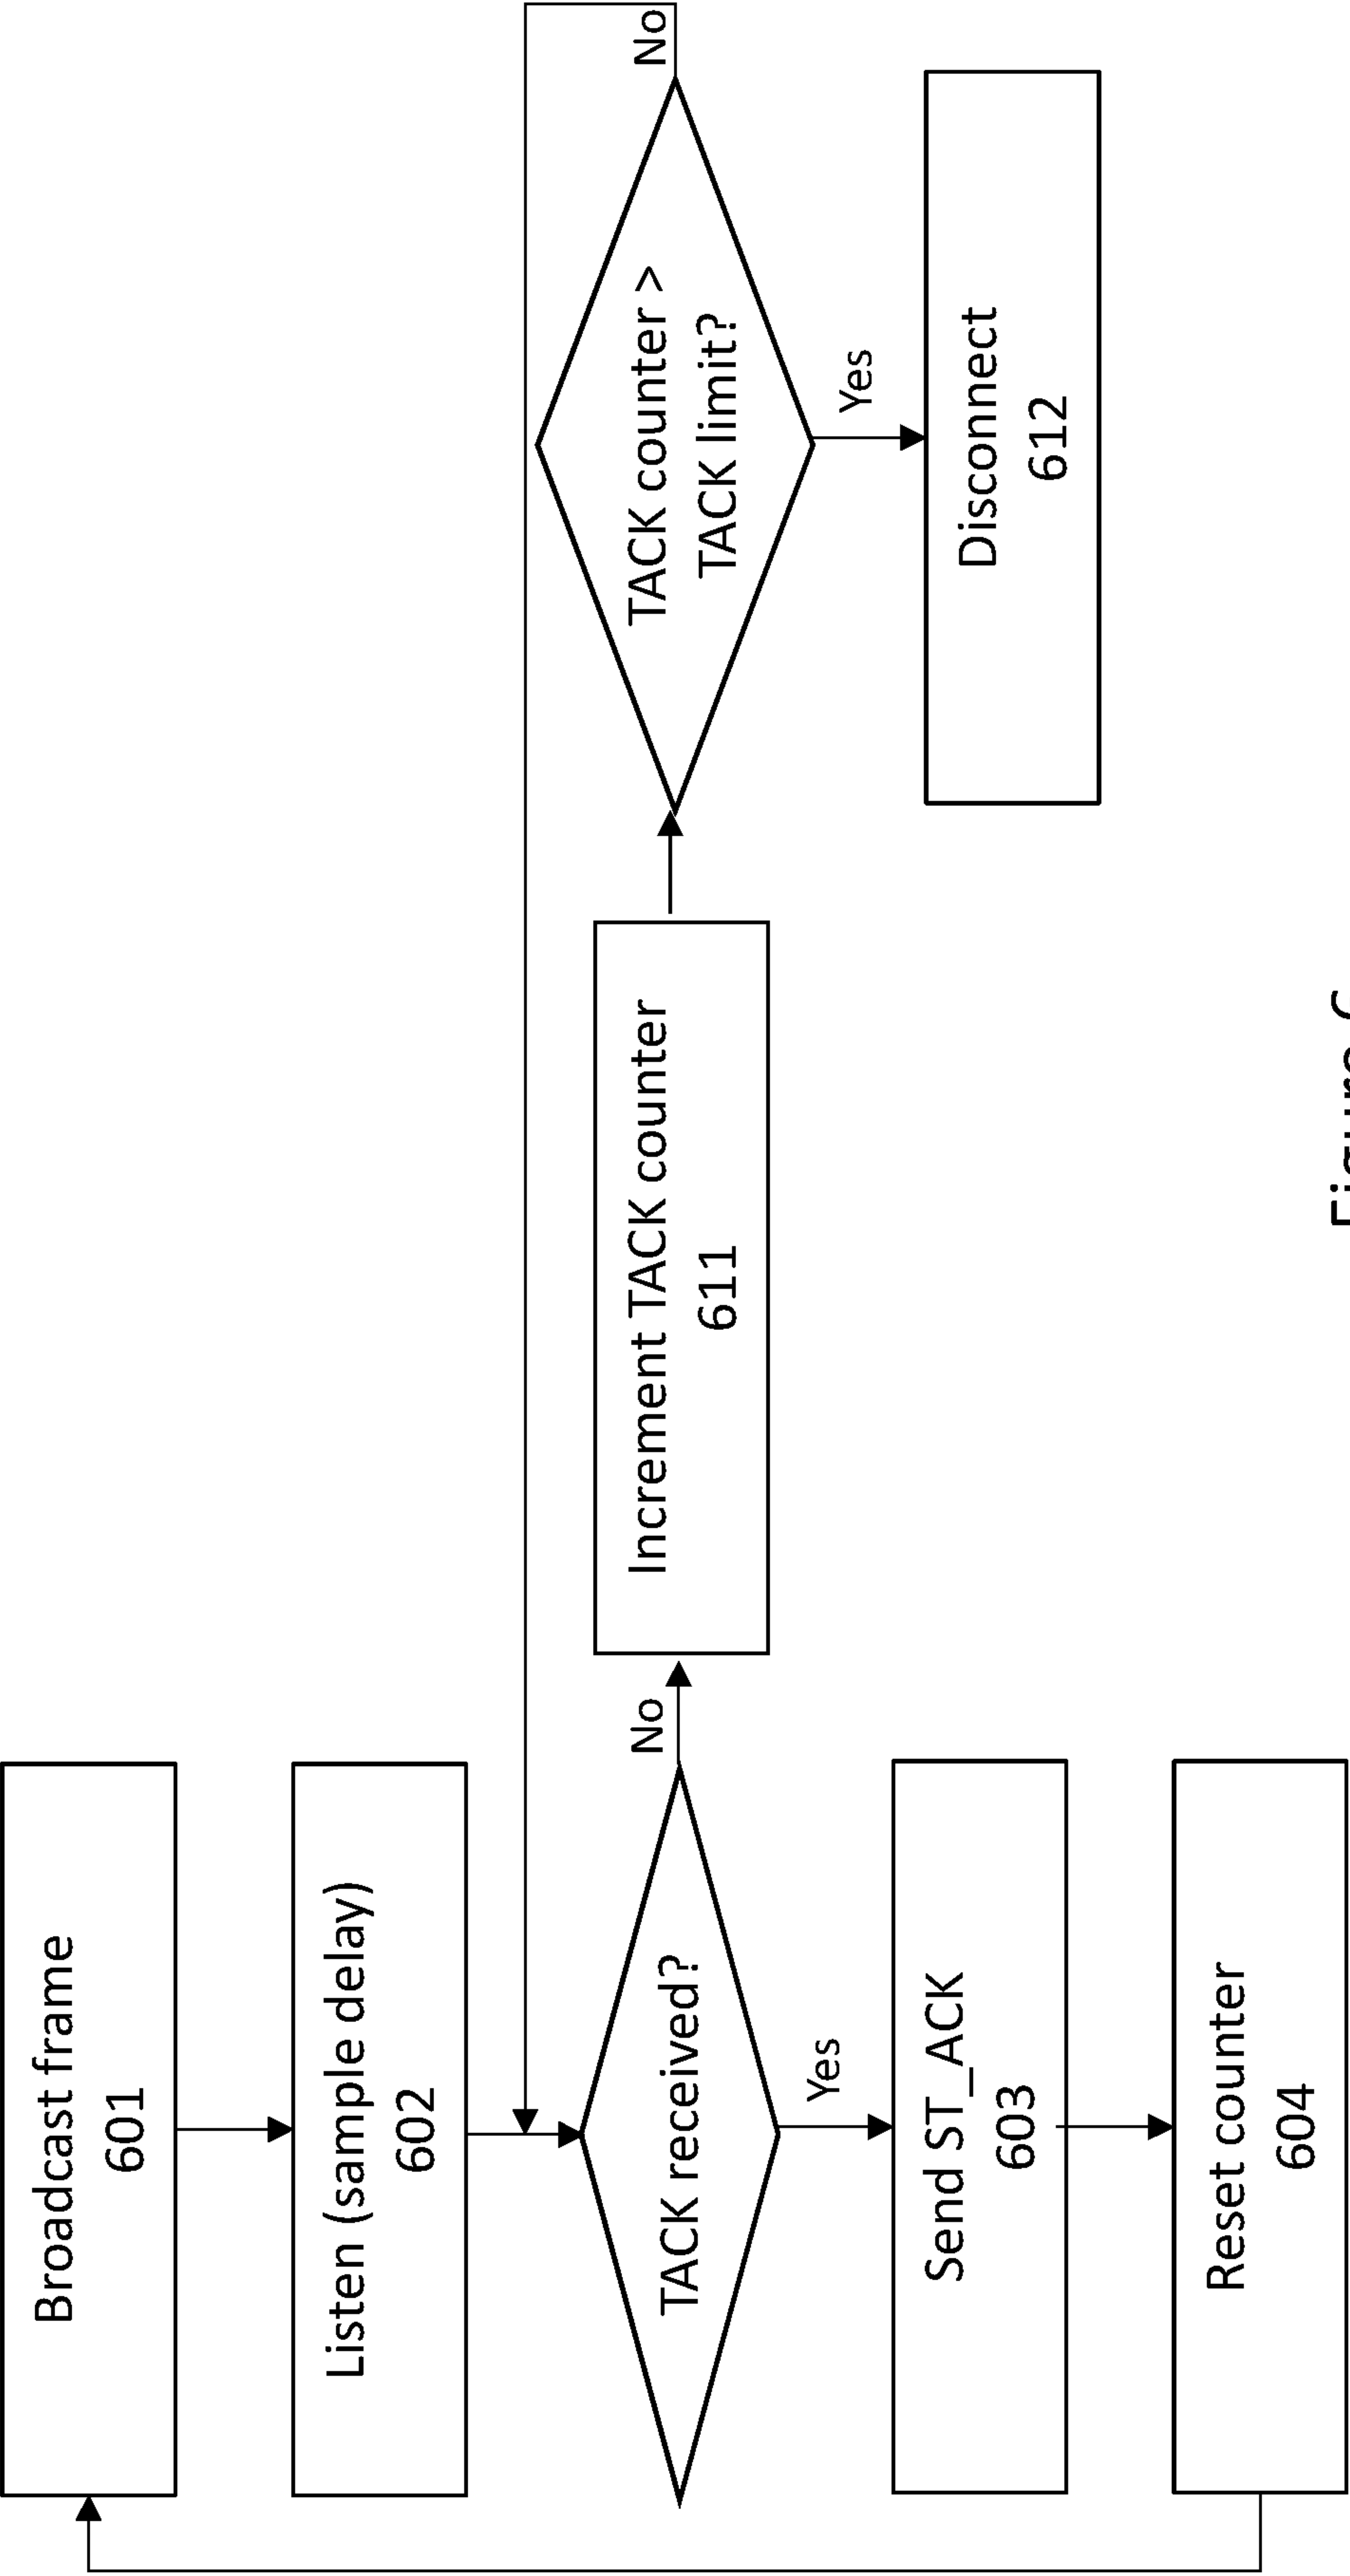 Broadcast frame
601
Listen (sample delay)
602
TACK received?
No
Yes
Send ST_ACK
603
Reset counter
604
Increment TACK counter
611
TACK counter >
TACK limit?
No
Yes
Disconnect
612
Figure